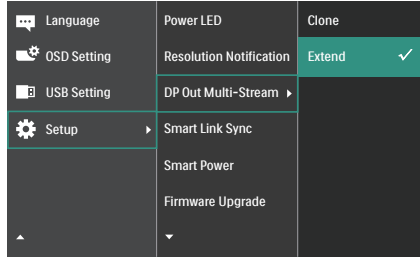 Language
OSD Setting
USB Setting
Setup
Power LED
Resolution Notification
DP Out Multi-Stream
Smart Link Sync
Smart Power
Firmware Upgrade
Clone
Extend